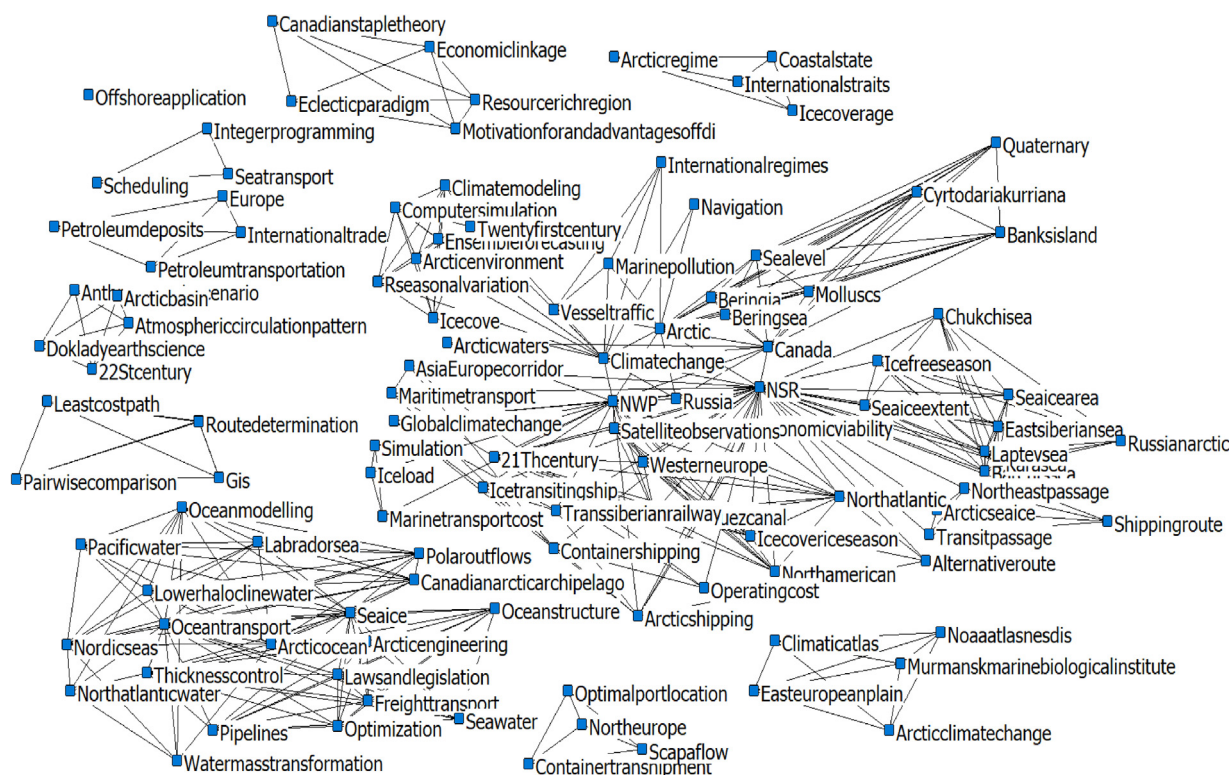 Canadianstapletheory
Economiclinkage
Arcticregime
Coastalstate
Internationalstraits
Icecoverage
Offshoreapplication
Eclecticparadigm
Resourcerichregion
Motivationforandadvantagesoffdi
Integerprogramming
Scheduling
Seatransport
Europe
Petroleumdeposits
Internationaltrade
Petroleumtransportation
Internationalregimes
Quaternary
Climatemodeling
Computersimulation
Twentyfirstcentury
Ensembleforecasting
Arcticenvironment
Rseasonalvariation
Icecove
Navigation
Cyrtodariakurriana
Banksisland
Marinepollution
Sealevel
Molluscs
Beringia
Beringsea
Vesseltraffic
Arctic
Chukchisea
Anth
enario
Arcticbasin
Atmosphericcirculationpattern
Dokladyearthscience
22Stcentury
Arcticwaters
Climatechange
Canada
Icefreeseason
AsiaEuropecorridor
Maritimetransport
NWP
Russia
NSR
Seaiceextent
Seaicearea
Leastcostpath
Routedetermination
Globalclimatechange
Satelliteobservations
onomicviability
Eastsiberiansea
Russianarctic
Simulation
21Thcentury
Westerneurope
Laptevsea
Pairwisecomparison
Gis
Iceload
Icetransitingship
Northatlantic
Northeastpassage
Marinetransportcost
Transsiberianrailway
uezcanal
Arcticseaice
Shippingroute
Oceanmodelling
Icecovericeseason
Transitpassage
Pacificwater
Labradorsea
Polaroutflows
Containershipping
Alternativeroute
Canadianarcticarchipelago
Northamerican
Operatingcost
Lowerhaloclinewater
Seaice
Oceanstructure
Arcticshipping
Oceantransport
Nordicseas
Arcticocean
Arcticengineering
Climaticatlas
Noaaatlasnesdis
Murmanskmarinebiologicalinstitute
Thicknesscontrol
Lawsandlegislation
Northatlanticwater
Freighttransport
Optimalportlocation
Easteuropeanplain
Pipelines
Optimization
Seawater
Northeurope
Arcticclimatechange
Scapaflow
Watermasstransformation
Containertranshipment